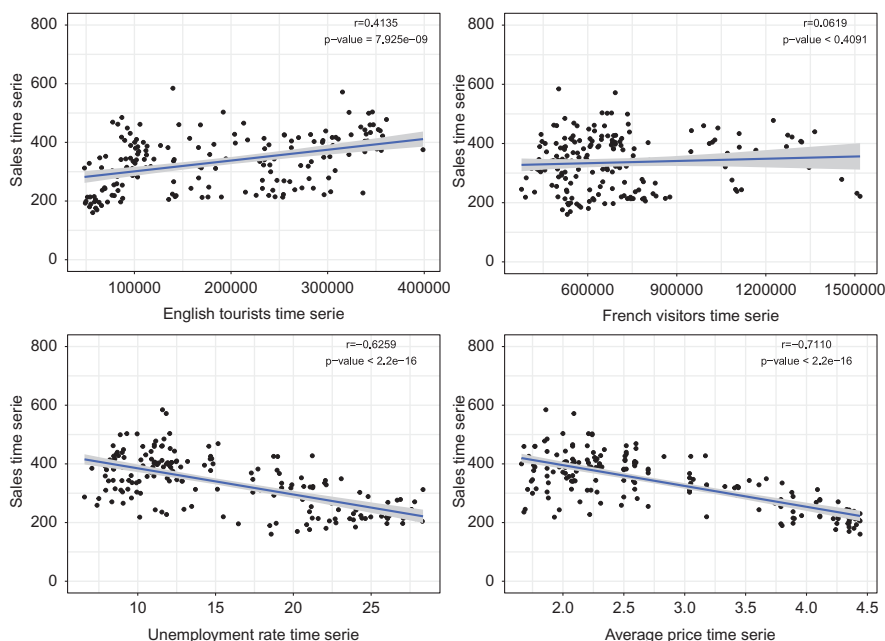 r=0.4135
p-value = 7.925e-09
800
600
400
200
0
Sales time serie
100000 200000 300000 400000
English tourists time serie
r=0.0619
p-value < 0.4091
800
600
400
200
0
Sales time serie
600000 900000 1200000 1500000
French visitors time serie
r=−0.6259
p-value < 2.2e-16
800
600
400
200
0
Sales time serie
10 15 20 25
Unemployment rate time serie
r=−0.7110
p-value < 2.2e-16
800
600
400
200
0
Sales time serie
2.0 2.5 3.0 3.5 4.0 4.5
Average price time serie